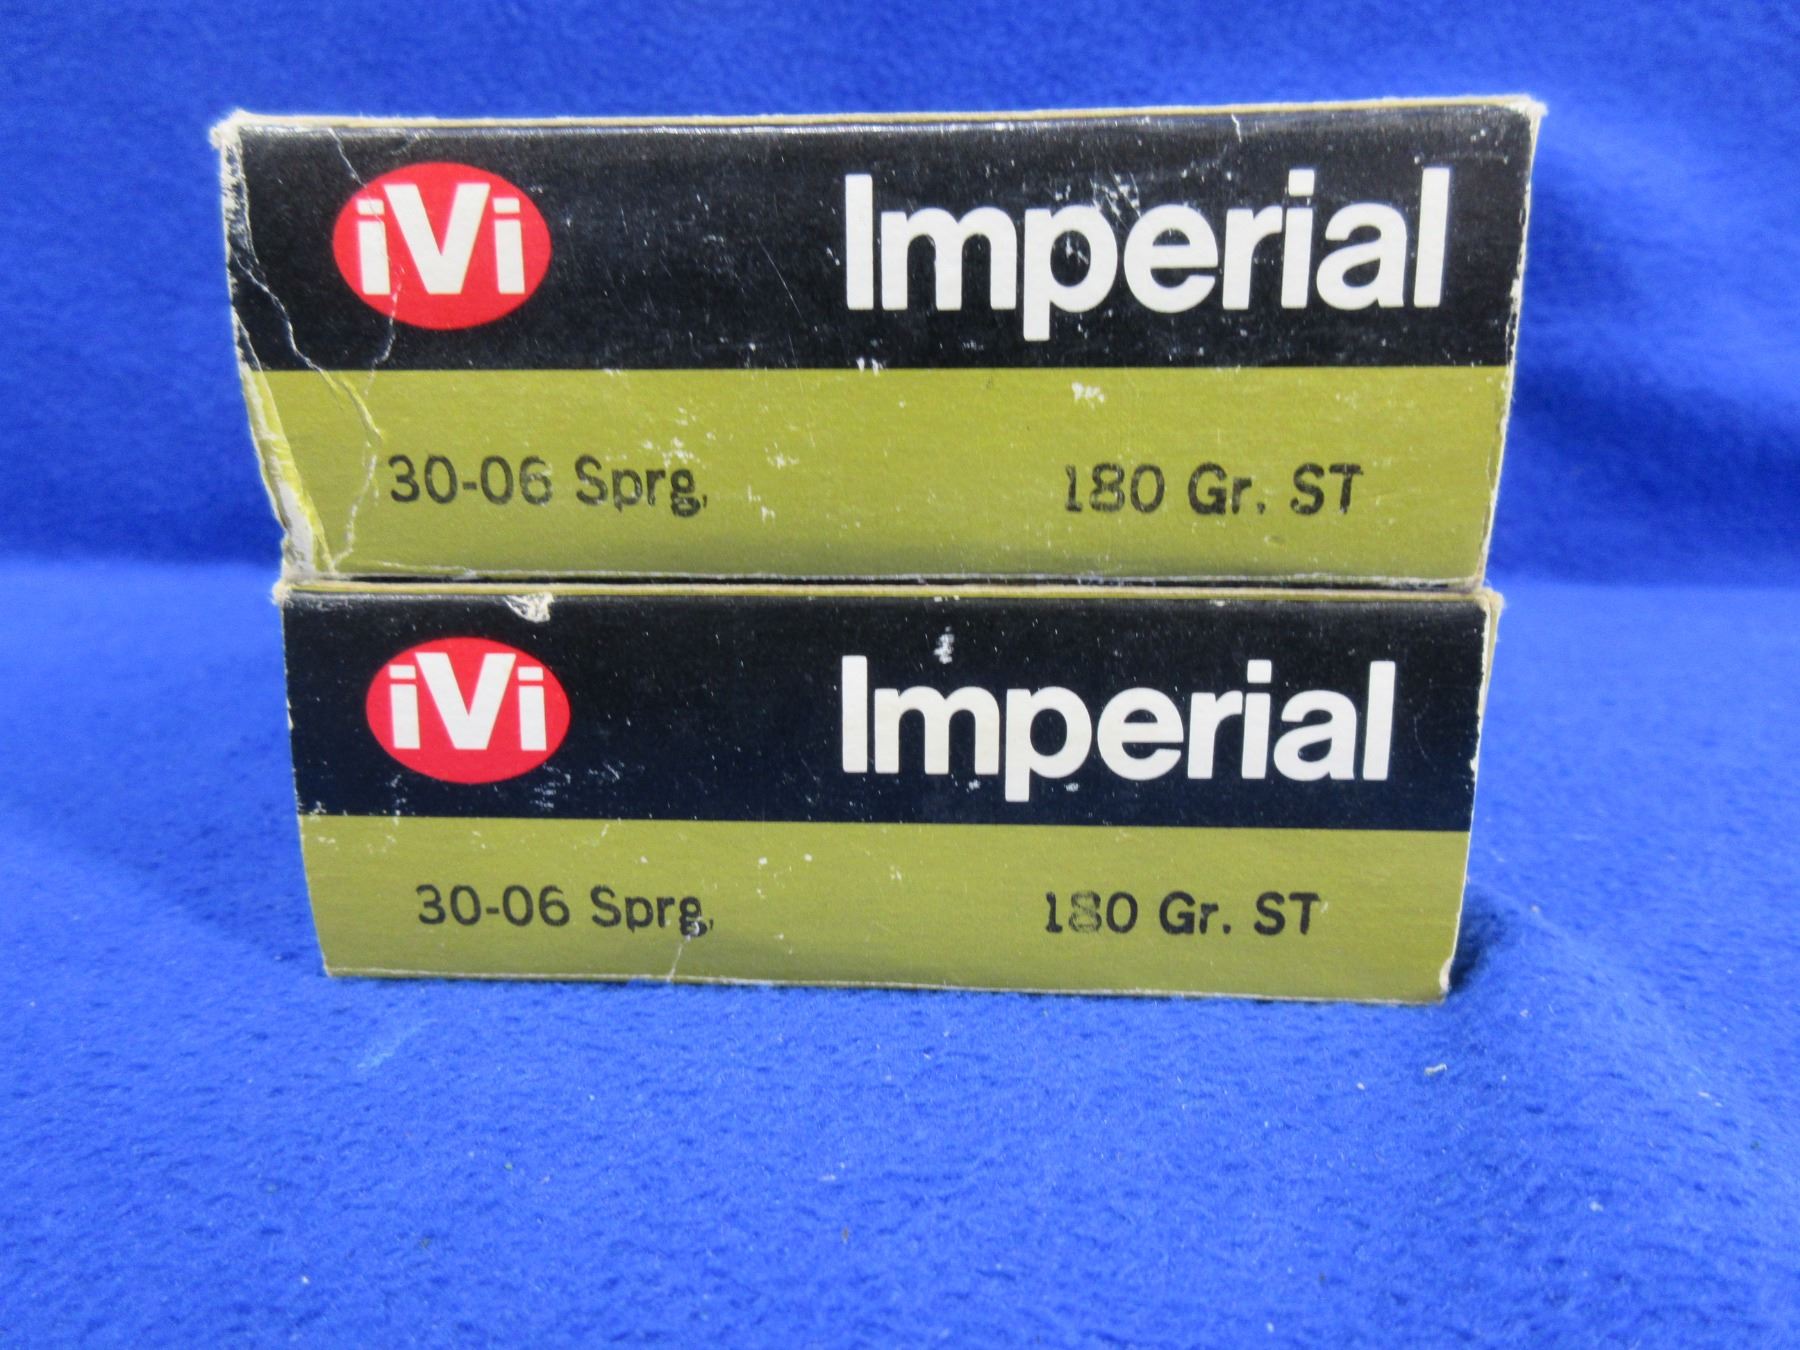 iVi Imperial
30-06 Sprg. 180 Gr. ST
iVi Imperial
30-06 Sprg. 180 Gr. ST